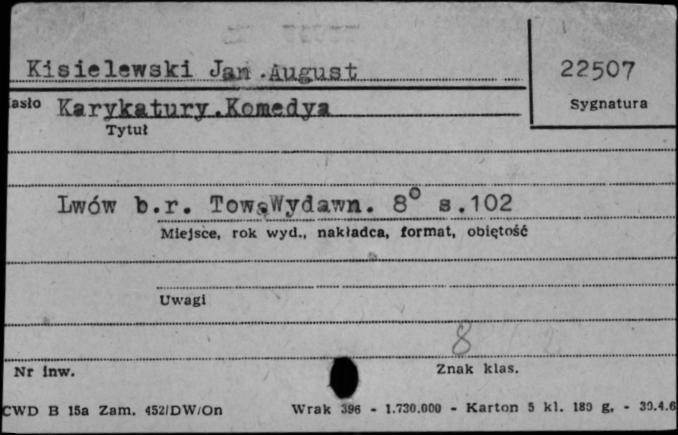 Kisielewski Jan.August
22507
Sygnatura
asło Karykatury.Komedya
Tytuł
Lwów b.r. Tow.Wydawn. 8° s.102
Miejsce, rok wyd., nakładca, format, obiętość
Uwagi
8
Nr inw.
Znak klas.
CWD B 15a Zam. 452/DW/On
Wrak 396 - 1.730.000 - Karton 5 kl. 180 g. - 30.4.6